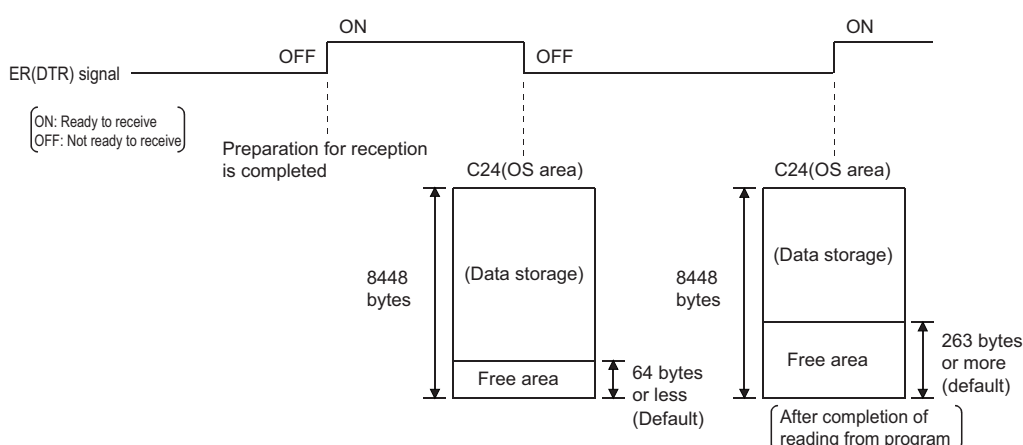 ON
ON
OFF
OFF
ER(DTR) signal
ON: Ready to receive
OFF: Not ready to receive
Preparation for reception
is completed
C24(OS area)
C24(OS area)
(Data storage)
(Data storage)
8448
bytes
8448
bytes
Free area
Free area
64 bytes
or less
(Default)
263 bytes
or more
(default)
After completion of
reading from program